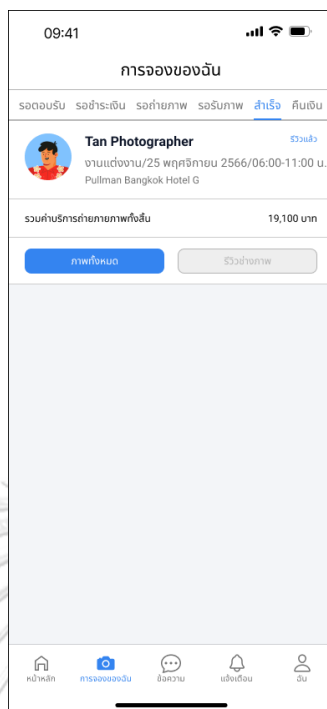 09:41
การจองของฉัน
รอตอบรับ รอชำระเงิน รอถ่ายภาพ รอรับภาพ สำเร็จ คืนเงิน
Tan Photographer รีวิวแล้ว
งานแต่งงาน/25 พฤศจิกายน 2566/06:00-11:00 น.
Pullman Bangkok Hotel G
รวมค่าบริการถ่ายภายภาพทั้งสิ้น 19,100 บาท
ภาพทั้งหมด รีวิวช่างภาพ
หน้าหลัก การจองของฉัน ข้อความ แจ้งเตือน ฉัน